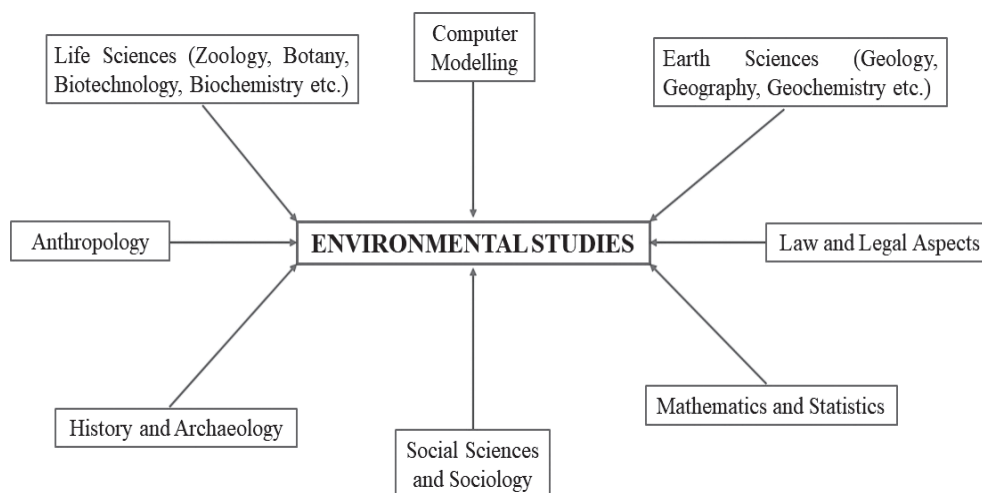 Computer
Modelling
Life Sciences (Zoology, Botany,
Biotechnology, Biochemistry etc.)
Earth Sciences (Geology,
Geography, Geochemistry etc.)
Anthropology
ENVIRONMENTAL STUDIES
Law and Legal Aspects
History and Archaeology
Social Sciences
and Sociology
Mathematics and Statistics